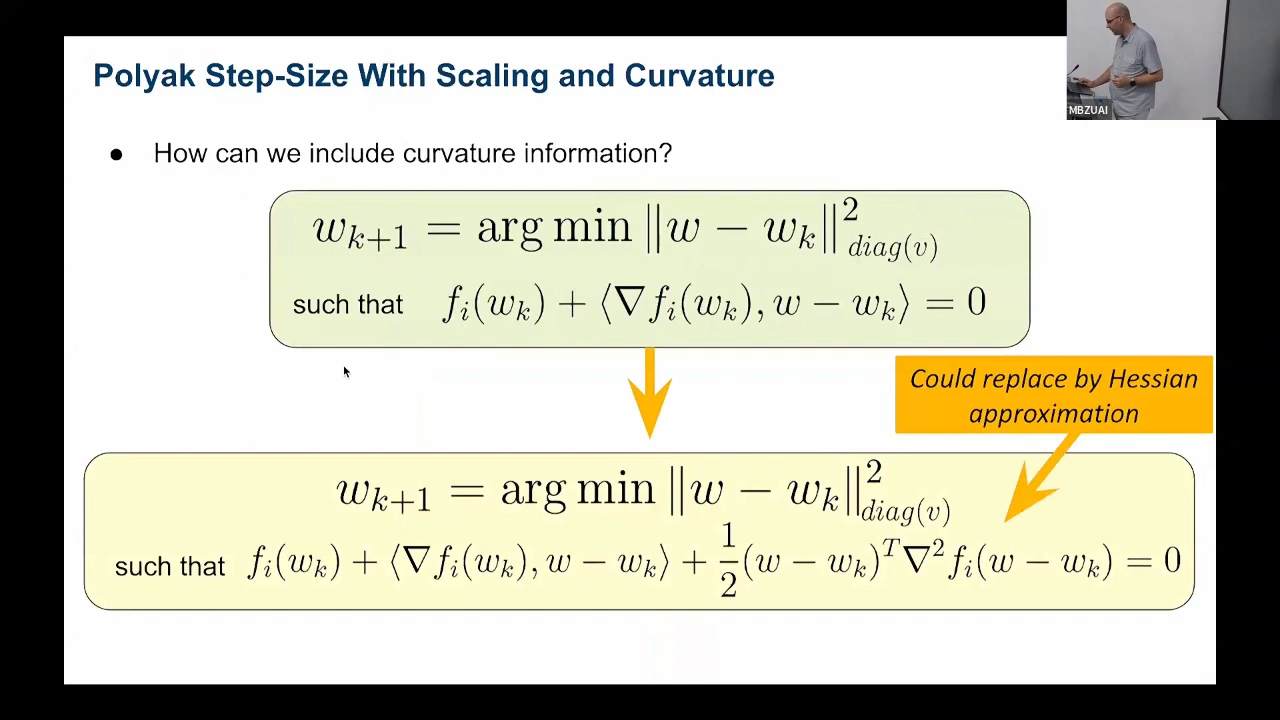 Polyak Step-Size With Scaling and Curvature
MBZUAI
● How can we include curvature information?
w_{k+1} = arg min ‖w − w_k‖²_{diag(v)}
such that f_i(w_k) + ⟨∇f_i(w_k), w − w_k⟩ = 0
Could replace by Hessian
approximation
w_{k+1} = arg min ‖w − w_k‖²_{diag(v)}
such that f_i(w_k) + ⟨∇f_i(w_k), w − w_k⟩ + \frac{1}{2}(w − w_k)^T ∇² f_i(w − w_k) = 0